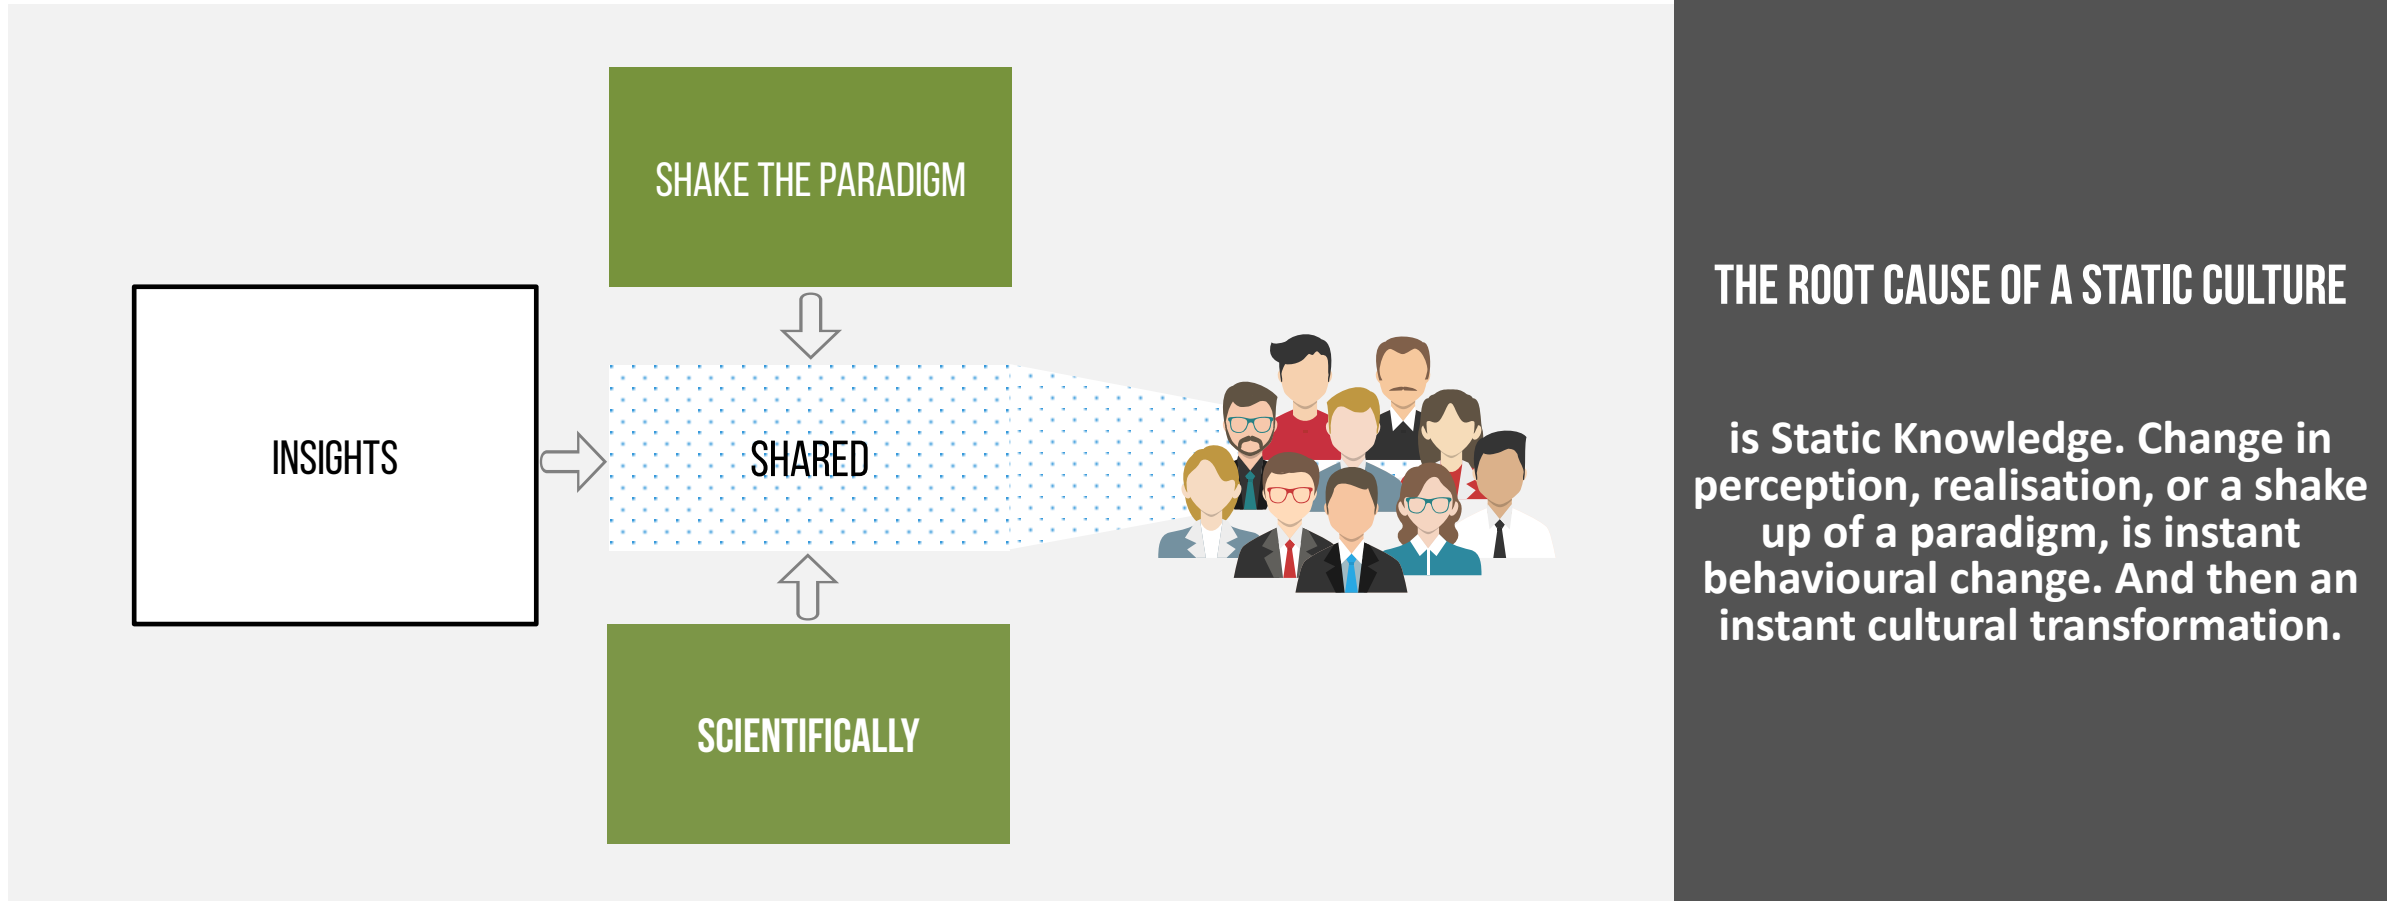 SHAKE THE PARADIGM
INSIGHTS
SHARED
SCIENTIFICALLY
THE ROOT CAUSE OF A STATIC CULTURE
is Static Knowledge. Change in
perception, realisation, or a shake
up of a paradigm, is instant
behavioural change. And then an
instant cultural transformation.